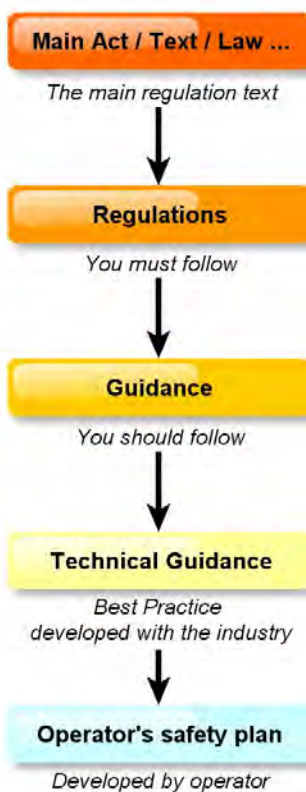 Main Act / Text / Law ...
The main regulation text
Regulations
You must follow
Guidance
You should follow
Technical Guidance
Best Practice
developed with the industry
Operator's safety plan
Developed by operator